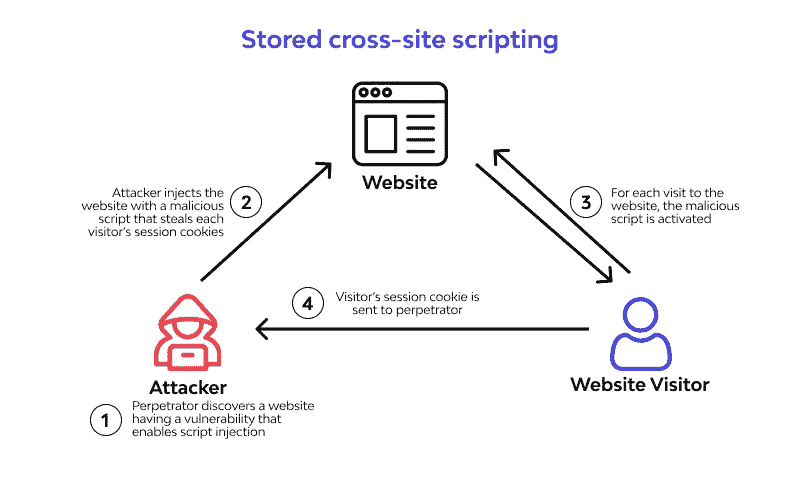 Stored cross-site scripting
Website
Attacker injects the
website with a malicious
script that steals each
visitor's session cookies
2
3
For each visit to the
website, the malicious
script is activated
4
Visitor's session cookie is
sent to perpetrator
Attacker
Website Visitor
1
Perpetrator discovers a website
having a vulnerability that
enables script injection